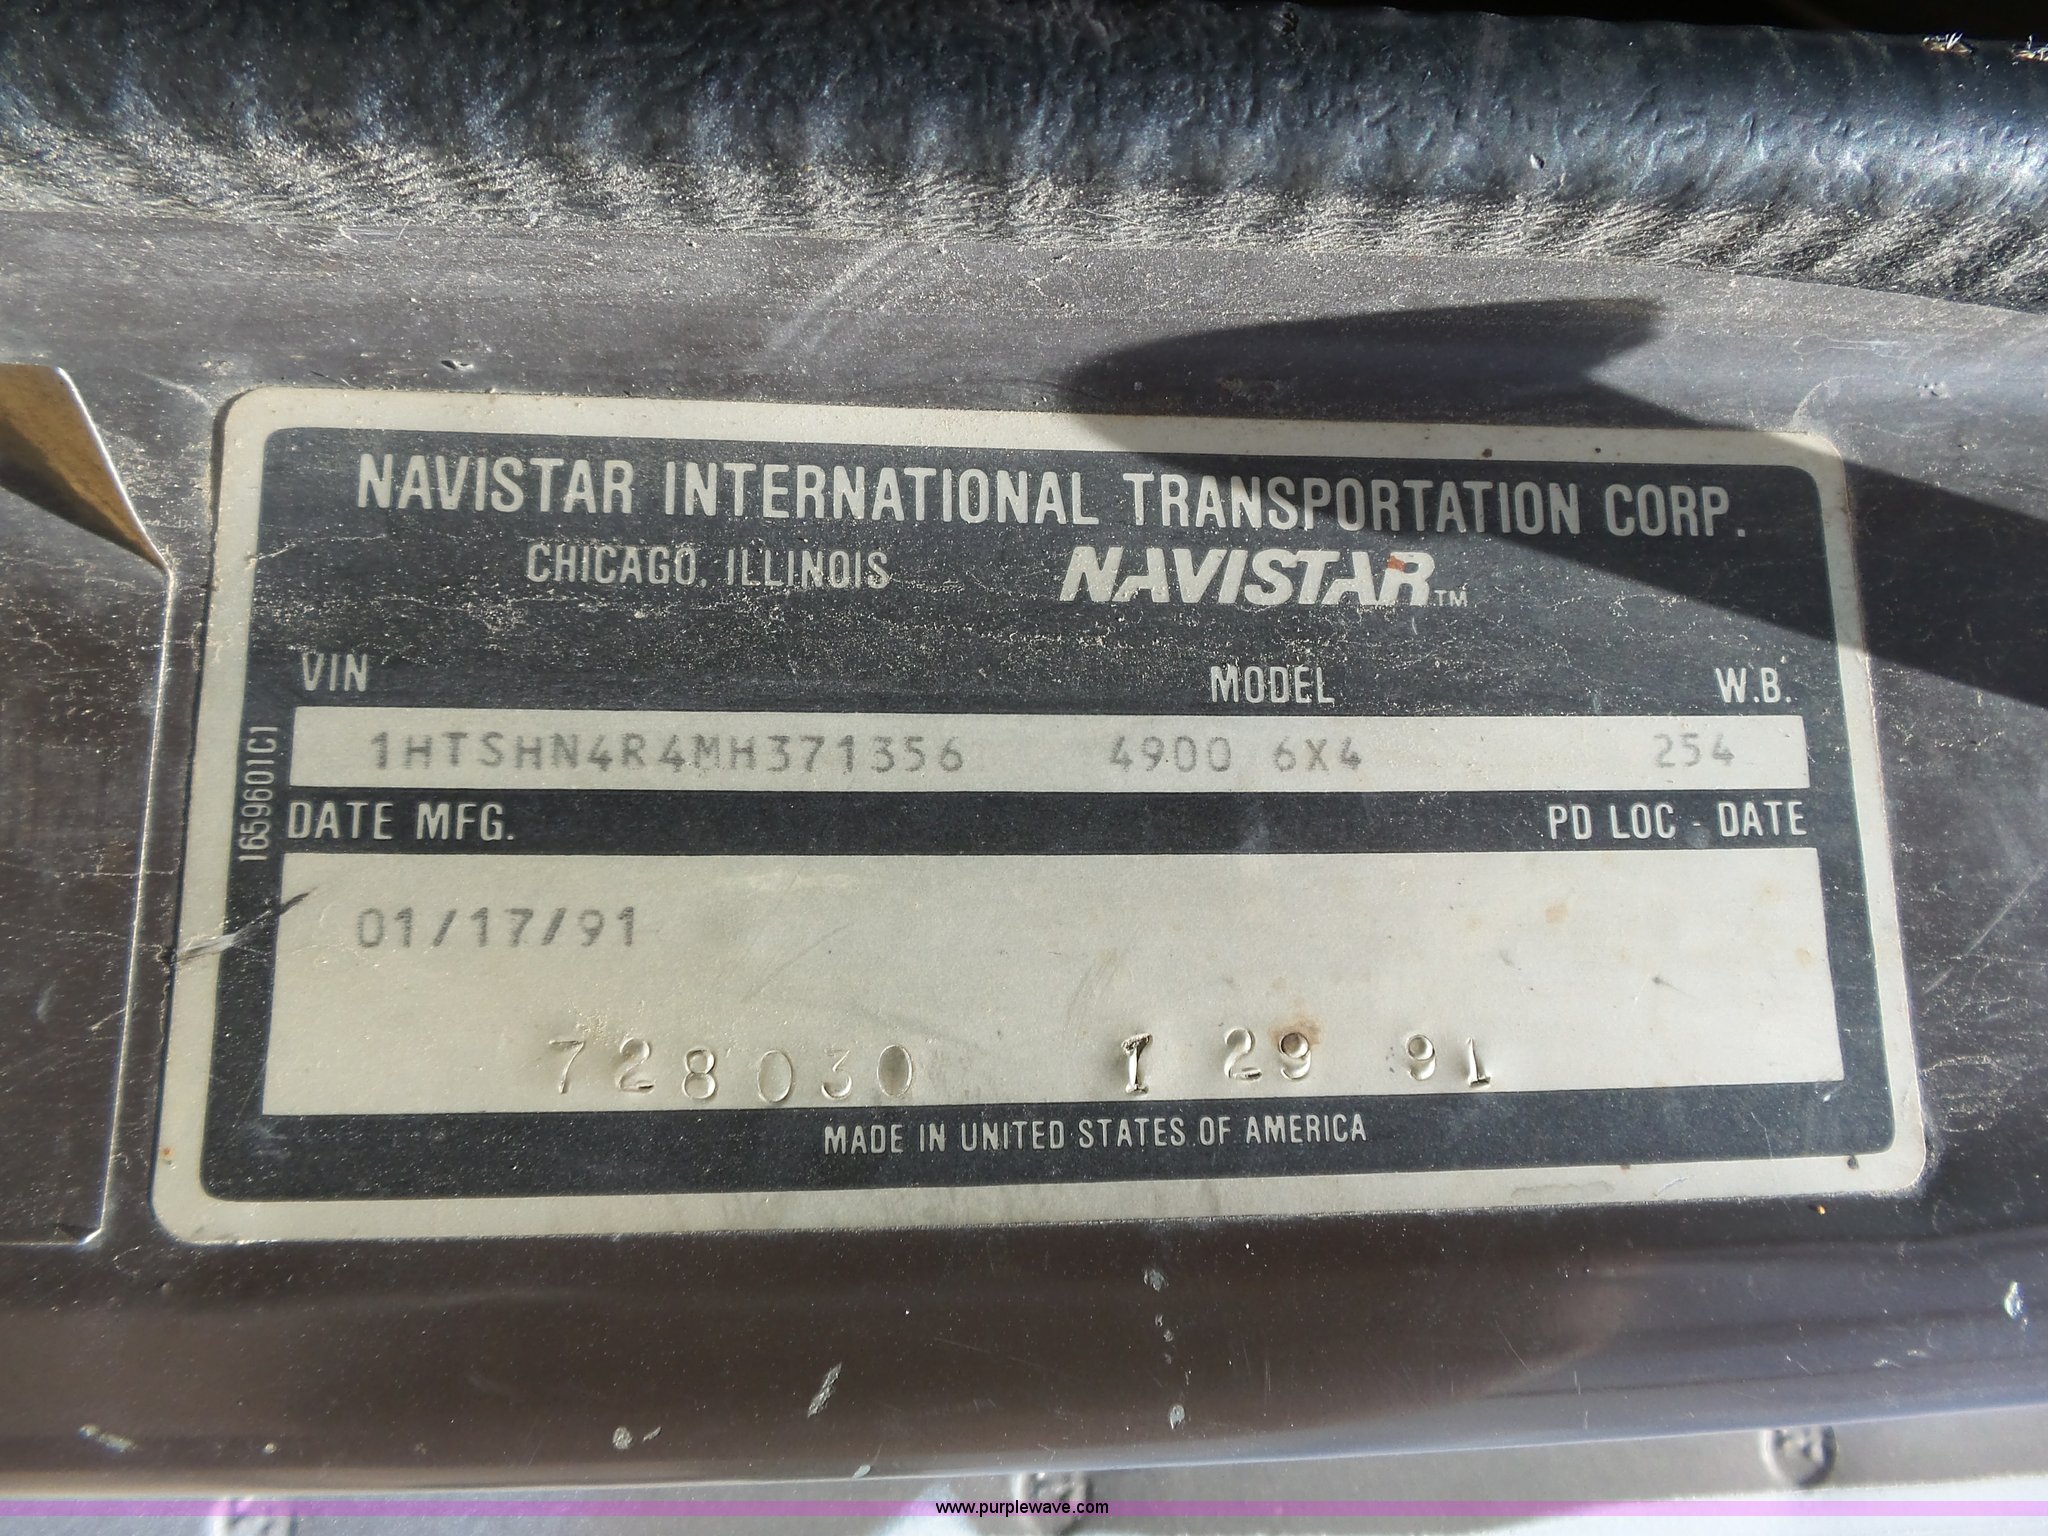 NAVISTAR INTERNATIONAL TRANSPORTATION CORP.
CHICAGO, ILLINOIS NAVISTAR™
VIN MODEL W.B.
1HTSHN4R4MH371356 4900 6X4 254
1659601C1
DATE MFG. PD LOC - DATE
01/17/91
728030 1 29 91
MADE IN UNITED STATES OF AMERICA
www.purplewave.com